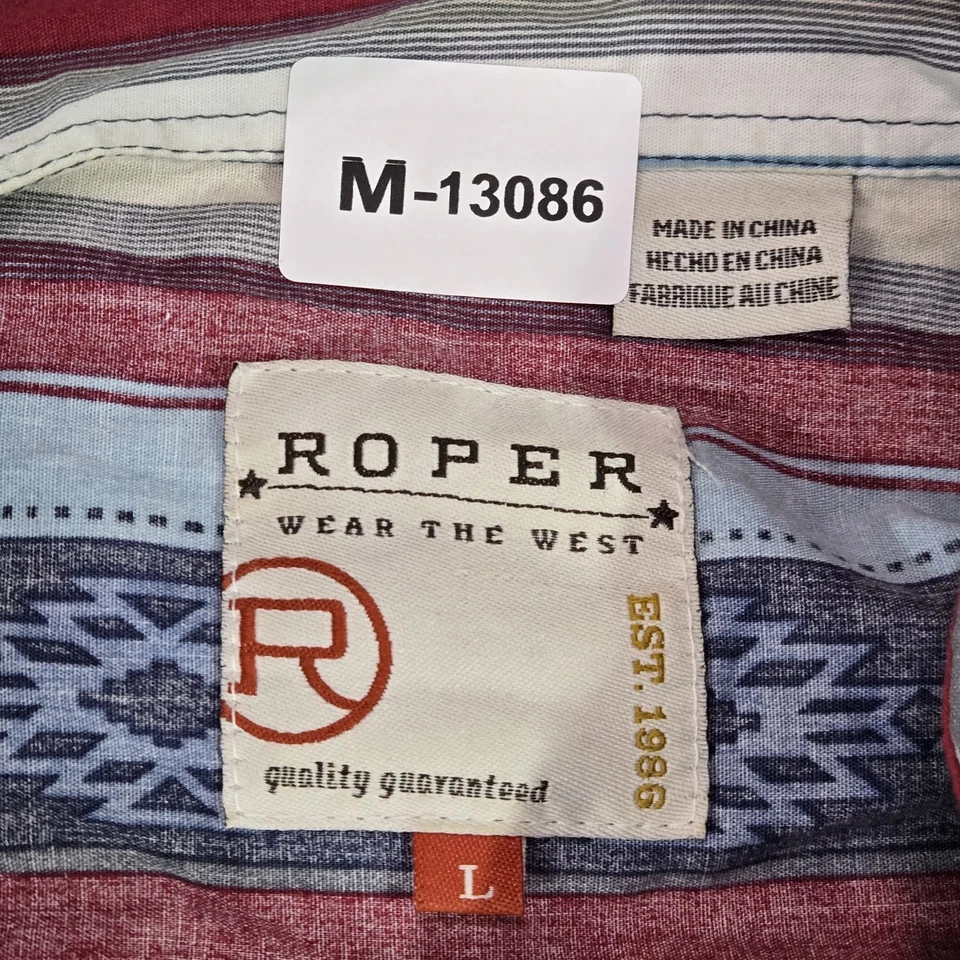 M-13086
MADE IN CHINA
HECHO EN CHINA
FABRIQUE AU CHINE
ROPER
WEAR THE WEST
R
EST. 1986
quality guaranteed
L